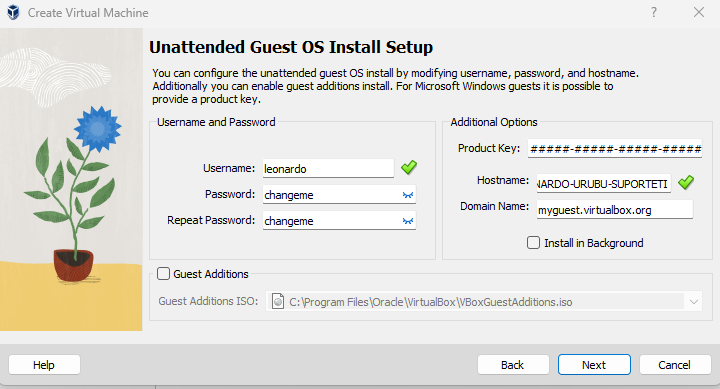 Create Virtual Machine
Unattended Guest OS Install Setup
You can configure the unattended guest OS install by modifying username, password, and hostname.
Additionally you can enable guest additions install. For Microsoft Windows guests it is possible to
provide a product key.
Username and Password
Username: leonardo
Password: changeme
Repeat Password: changeme
Additional Options
Product Key: #####-#####-#####-#####
Hostname: NARDO-URUBU-SUPORTETI
Domain Name: myguest.virtualbox.org
Install in Background
Guest Additions
Guest Additions ISO: C:\Program Files\Oracle\VirtualBox\VBoxGuestAdditions.iso
Help
Back
Next
Cancel